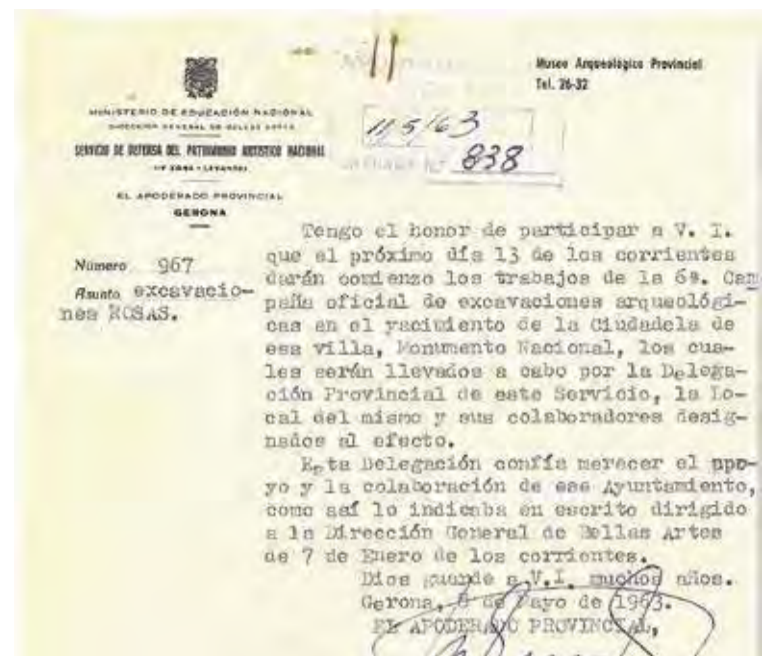 Museo Arqueológico Provincial
Tel. 26-32
MINISTERIO DE EDUCACIÓN NACIONAL
DIRECCIÓN GENERAL DE BELLAS ARTES
SERVICIO DE DEFENSA DEL PATRIMONIO ARTÍSTICO NACIONAL
EL APODERADO PROVINCIAL
GERONA
11/5/63
838
Número 967
Asunto excavacio-
nes ROSAS.
Tengo el honor de participar a V. I.
que el próximo día 13 de los corrientes
darán comienzo los trabajos de la 6ª. Cam
paña oficial de excavaciones arqueológi-
cas en el yacimiento de la Ciudadela de
esa villa, Monumento Nacional, los cua-
les serán llevados a cabo por la Delega-
ción Provincial de este Servicio, la Lo-
cal del mismo y sus colaboradores desig-
nados al efecto.
Esta Delegación confía merecer el apo-
yo y la colaboración de ese Ayuntamiento,
como así lo indicaba en escrito dirigido
a la Dirección General de Bellas Artes
de 7 de Enero de los corrientes.
Dios guarde a V.I. muchos años.
Gerona, 8 de Mayo de 1963.
EL APODERADO PROVINCIAL,